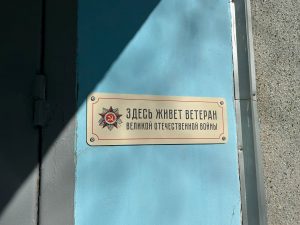 ЗДЕСЬ ЖИВЕТ ВЕТЕРАН
ВЕЛИКОЙ ОТЕЧЕСТВЕННОЙ ВОЙНЫ